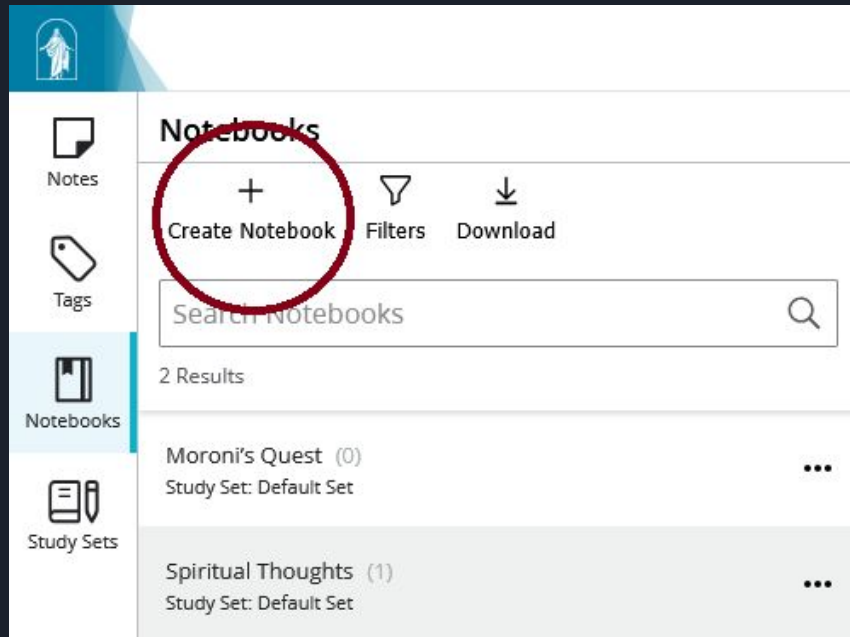 Notes
Tags
Notebooks
Study Sets
Notebooks
Create Notebook Filters Download
Search Notebooks
2 Results
Moroni’s Quest (0)
Study Set: Default Set
Spiritual Thoughts (1)
Study Set: Default Set